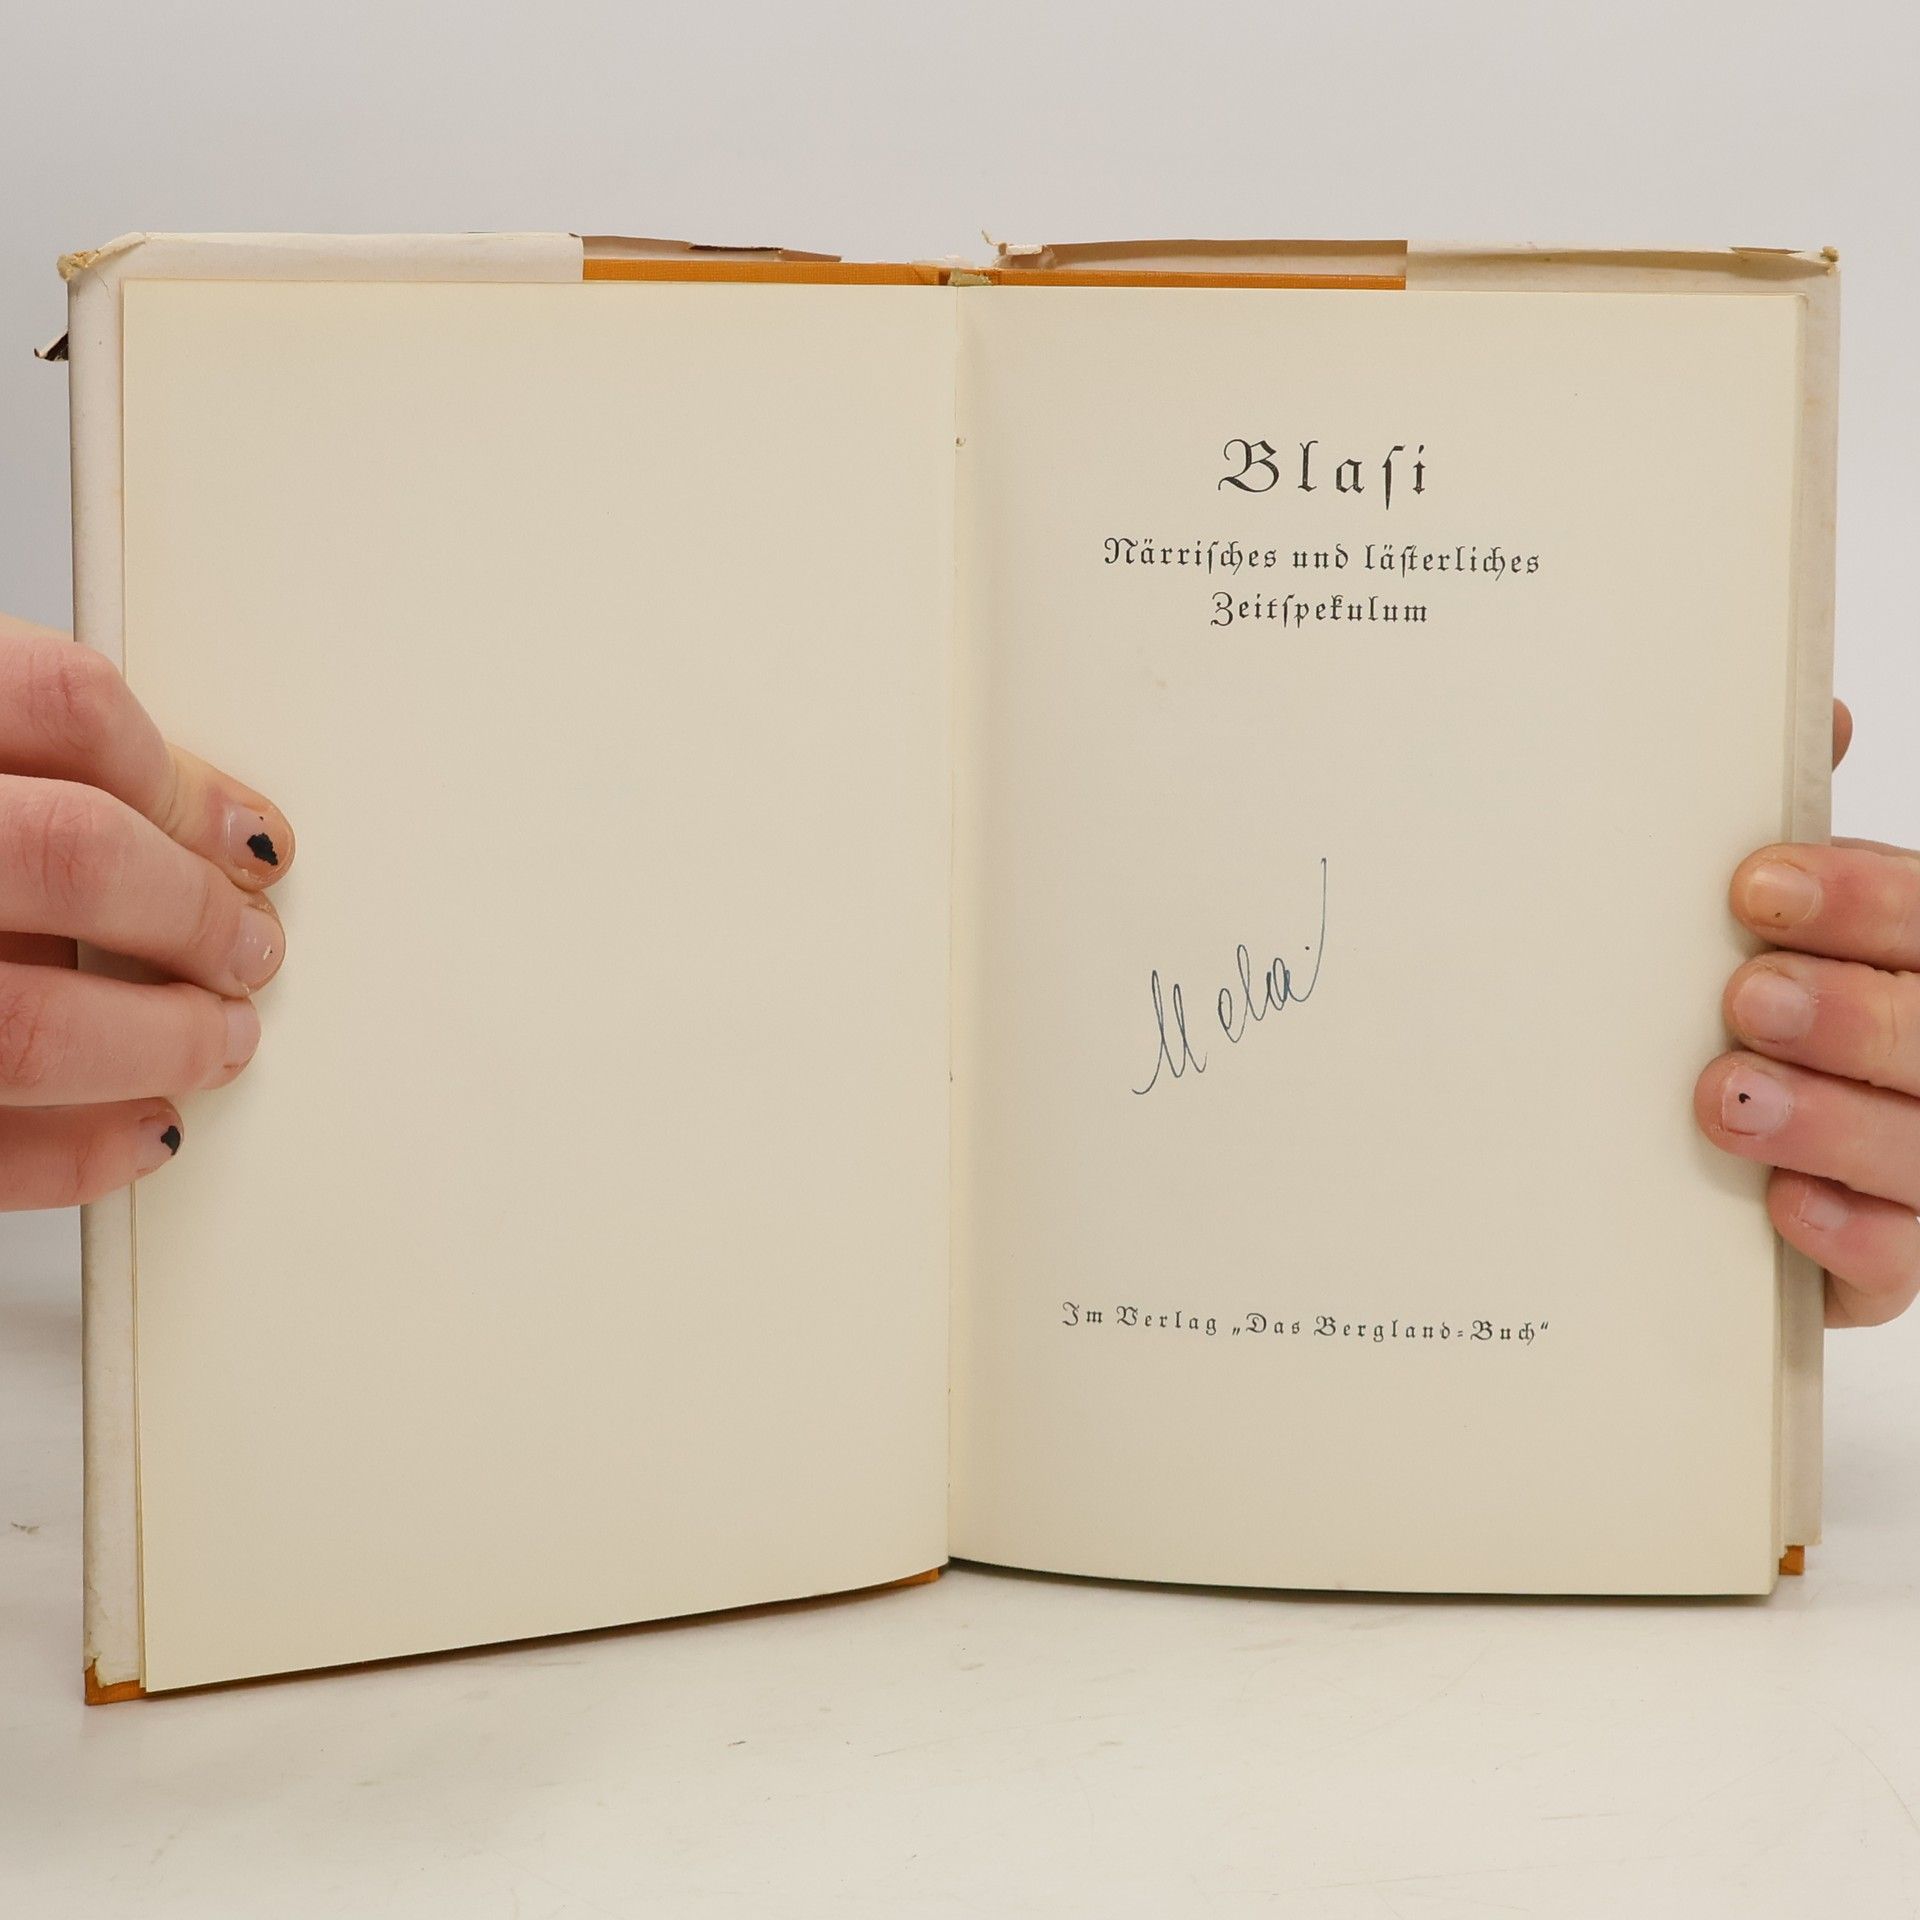 Blaſi
Närriſches und läſterliches
Zeitſpekulum
Im Verlag „Das Bergland=Buch“